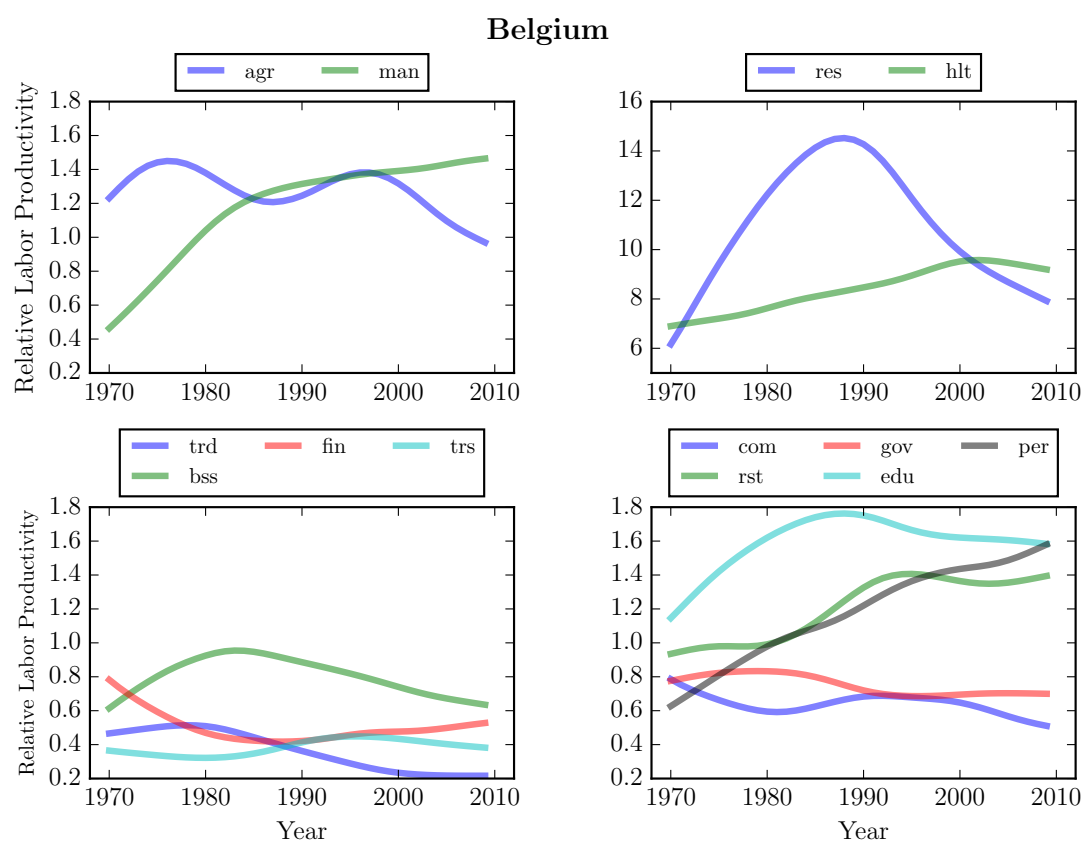 Belgium
agr man
res hlt
Relative Labor Productivity
1.8
1.6
1.4
1.2
1.0
0.8
0.6
0.4
0.2
1970 1980 1990 2000 2010
16
14
12
10
8
6
1970 1980 1990 2000 2010
trd fin trs
bss
com gov per
rst edu
Relative Labor Productivity
1.8
1.6
1.4
1.2
1.0
0.8
0.6
0.4
0.2
1970 1980 1990 2000 2010
Year
1.8
1.6
1.4
1.2
1.0
0.8
0.6
0.4
0.2
1970 1980 1990 2000 2010
Year